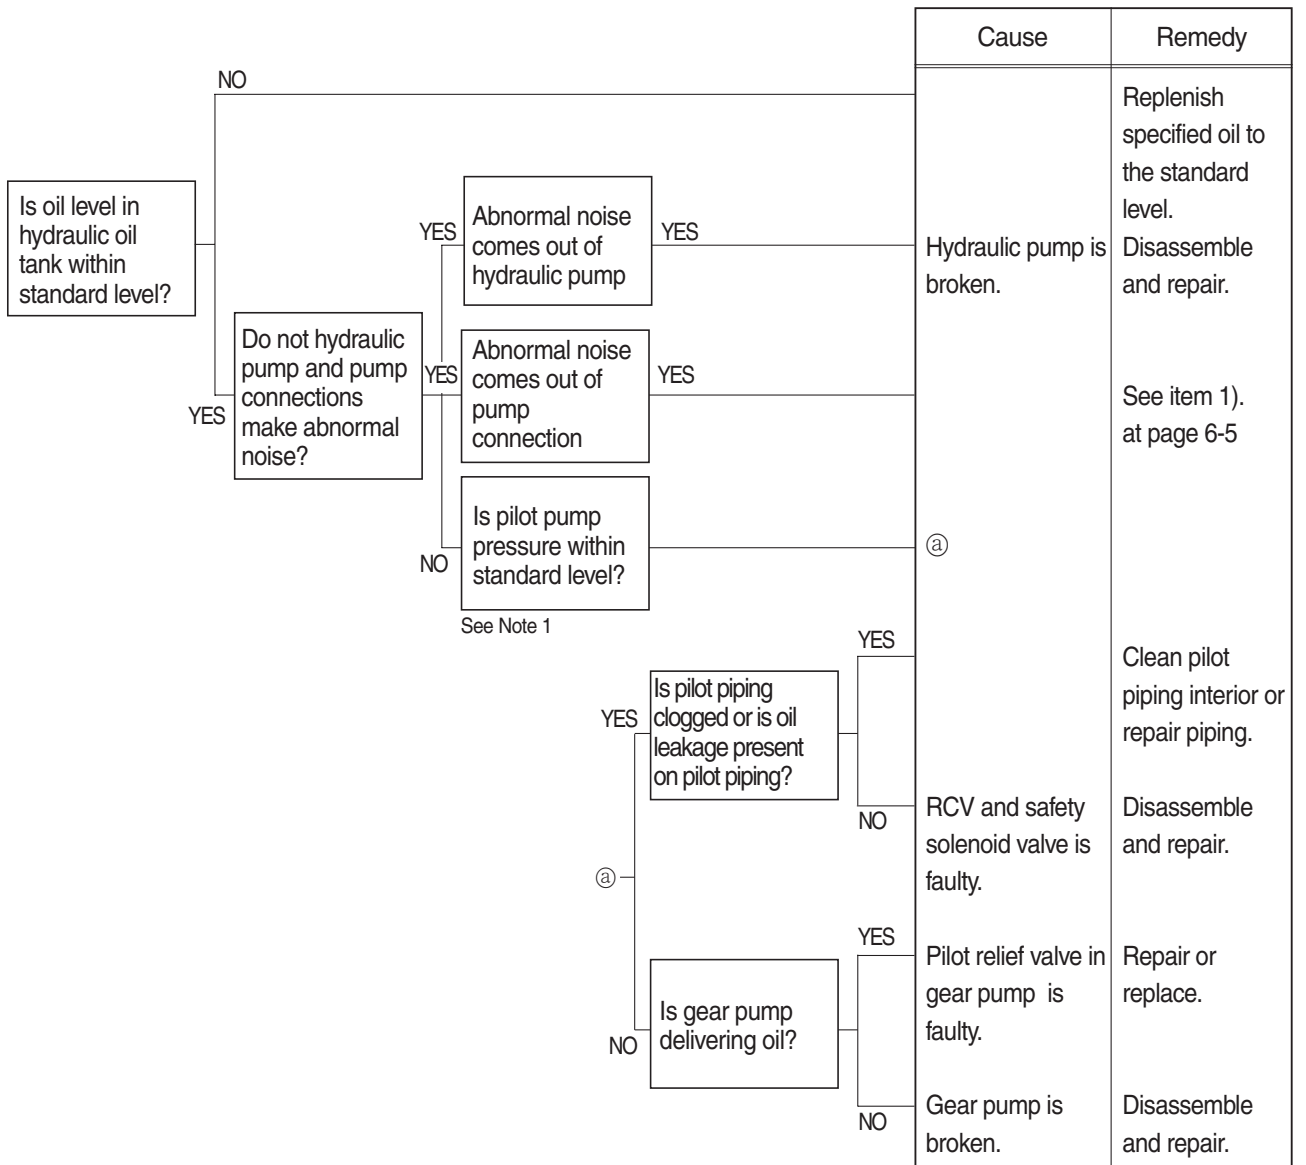 Cause
Remedy
NO
Replenish
specified oil to
the standard
level.
Is oil level in
hydraulic oil
tank within
standard level?
YES
Abnormal noise
comes out of
hydraulic pump
YES
Hydraulic pump is
broken.
Disassemble
and repair.
YES
Do not hydraulic
pump and pump
connections
make abnormal
noise?
YES
Abnormal noise
comes out of
pump
connection
YES
See item 1).
at page 6-5
NO
Is pilot pump
pressure within
standard level?
See Note 1
ⓐ
YES
Is pilot piping
clogged or is oil
leakage present
on pilot piping?
YES
Clean pilot
piping interior or
repair piping.
NO
RCV and safety
solenoid valve is
faulty.
Disassemble
and repair.
ⓐ
NO
Is gear pump
delivering oil?
YES
Pilot relief valve in
gear pump is
faulty.
Repair or
replace.
NO
Gear pump is
broken.
Disassemble
and repair.